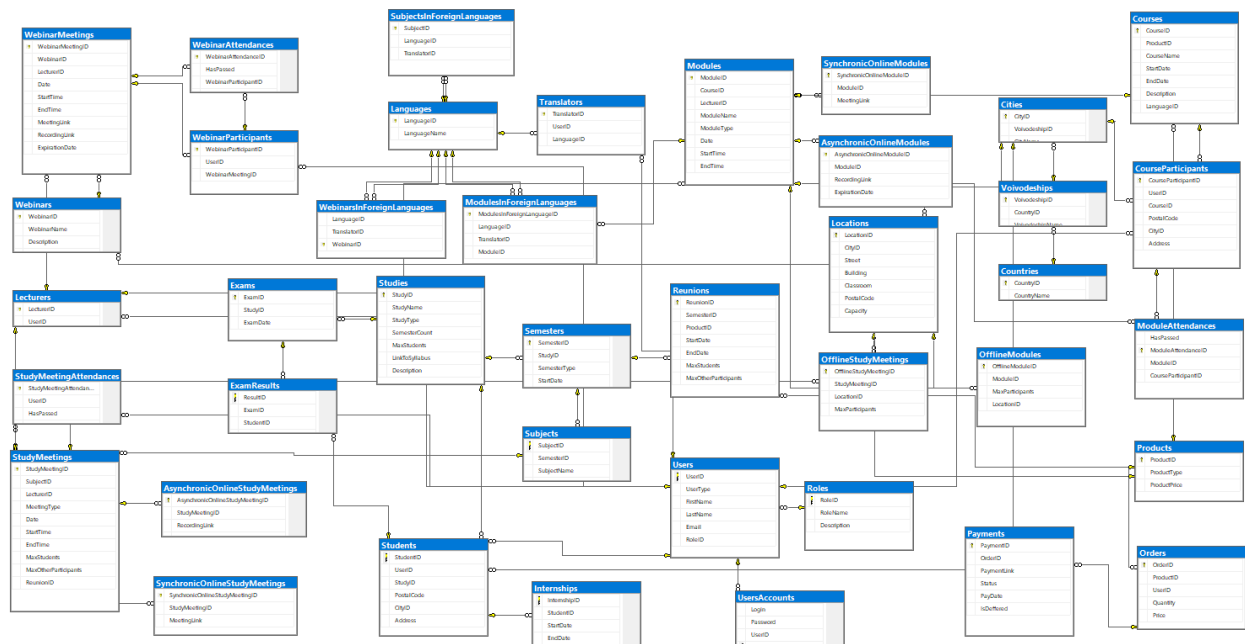 WebinarMeetings
WebinarMeetingID
WebinarID
LecturerID
Date
StartTime
EndTime
MeetingLink
RecordingLink
ExpirationDate
WebinarAttendances
WebinarAttendanceID
HasPassed
WebinarParticipantID
WebinarParticipants
WebinarParticipantID
UserID
WebinarMeetingID
SubjectsInForeignLanguages
SubjectID
LanguageID
TranslatorID
Languages
LanguageID
LanguageName
Translators
TranslatorID
UserID
LanguageID
Modules
ModuleID
CourseID
LecturerID
ModuleName
ModuleType
Date
StartTime
EndTime
SynchronicOnlineModules
SynchronicOnlineModuleID
ModuleID
MeetingLink
AsynchronicOnlineModules
AsynchronicOnlineModuleID
ModuleID
RecordingLink
ExpirationDate
Cities
CityID
VoivodeshipID
Courses
CourseID
ProductID
CourseName
StartDate
EndDate
Description
LanguageID
Voivodeships
VoivodeshipID
CountryID
CourseParticipants
CourseParticipantID
UserID
CourseID
PostalCode
CityID
Address
Webinars
WebinarID
WebinarName
Description
WebinarsInForeignLanguages
LanguageID
TranslatorID
WebinarID
ModulesInForeignLanguages
ModulesInForeignLanguageID
LanguageID
TranslatorID
ModuleID
Locations
LocationID
CityID
Street
Building
Classroom
PostalCode
Capacity
Countries
CountryID
CountryName
Lecturers
LecturerID
UserID
Exams
ExamID
StudyID
ExamDate
Studies
StudyID
StudyName
StudyType
SemesterCount
MaxStudents
LinkToSyllabus
Description
Semesters
SemesterID
StudyID
SemesterType
StartDate
Reunions
ReunionID
SemesterID
ProductID
StartDate
EndDate
MaxStudents
MaxOtherParticipants
OfflineStudyMeetings
OfflineStudyMeetingID
StudyMeetingID
LocationID
MaxParticipants
OfflineModules
OfflineModuleID
ModuleID
MaxParticipants
LocationID
ModuleAttendances
HasPassed
ModuleAttendanceID
ModuleID
CourseParticipantID
StudyMeetingAttendances
StudyMeetingAttendan...
UserID
HasPassed
ExamResults
ResultID
ExamID
StudentID
Subjects
SubjectID
SemesterID
SubjectName
StudyMeetings
StudyMeetingID
SubjectID
LecturerID
MeetingType
Date
StartTime
EndTime
MaxStudents
MaxOtherParticipants
ReunionID
AsynchronicOnlineStudyMeetings
AsynchronicOnlineStudyMeetingID
StudyMeetingID
RecordingLink
SynchronicOnlineStudyMeetings
SynchronicOnlineStudyMeetingID
StudyMeetingID
MeetingLink
Students
StudentID
UserID
StudyID
PostalCode
CityID
Address
Internships
InternshipID
StudentID
StartDate
EndDate
Users
UserID
UserType
FirstName
LastName
Email
RoleID
Roles
RoleID
RoleName
Description
UsersAccounts
Login
Password
UserID
Products
ProductID
ProductType
ProductPrice
Payments
PaymentID
OrderID
PaymentLink
Status
PayDate
IsDeffered
Orders
OrderID
ProductID
UserID
Quantity
Price